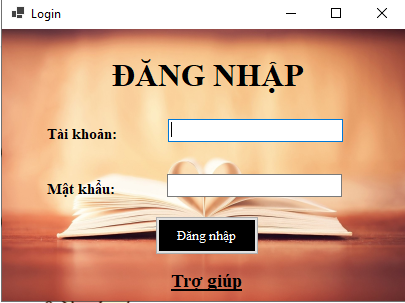 Login
ĐĂNG NHẬP
Tài khoản:
Mật khẩu:
Đăng nhập
Trợ giúp